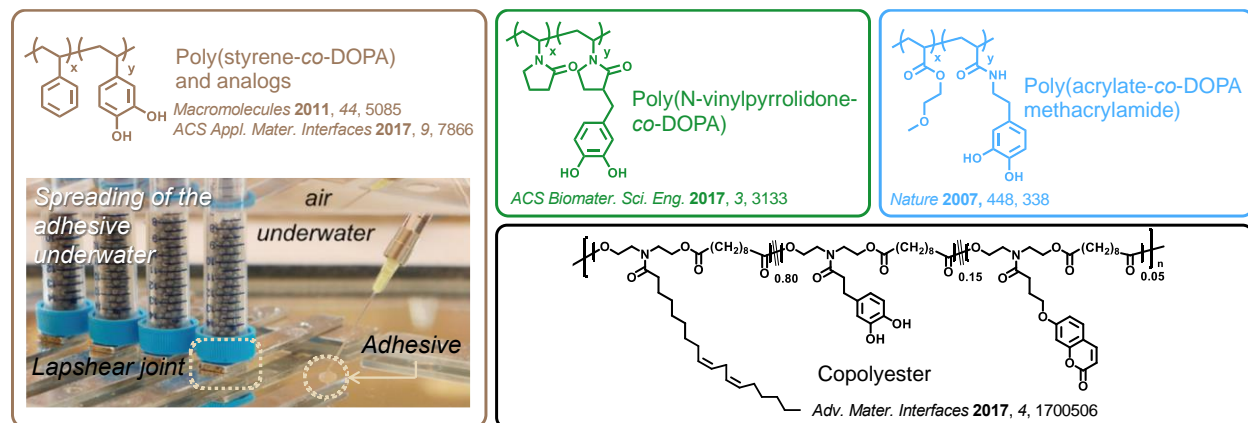 Poly(styrene-co-DOPA)
and analogs
Macromolecules 2011, 44, 5085
ACS Appl. Mater. Interfaces 2017, 9, 7866
x
y
OH
OH
Spreading of the
adhesive
underwater
air
underwater
Lapshear joint
Adhesive
x
y
N
O
N
O
HO
OH
Poly(N-vinylpyrrolidone-
co-DOPA)
ACS Biomater. Sci. Eng. 2017, 3, 3133
x
y
O
O
O
NH
O
HO
OH
Poly(acrylate-co-DOPA
methacrylamide)
Nature 2007, 448, 338
O
N
O
(CH2)8
O
O
0.80
O
N
O
(CH2)8
O
O
0.15
O
N
O
(CH2)8
O
O
n
0.05
HO
OH
O
O
O
Copolyester
Adv. Mater. Interfaces 2017, 4, 1700506